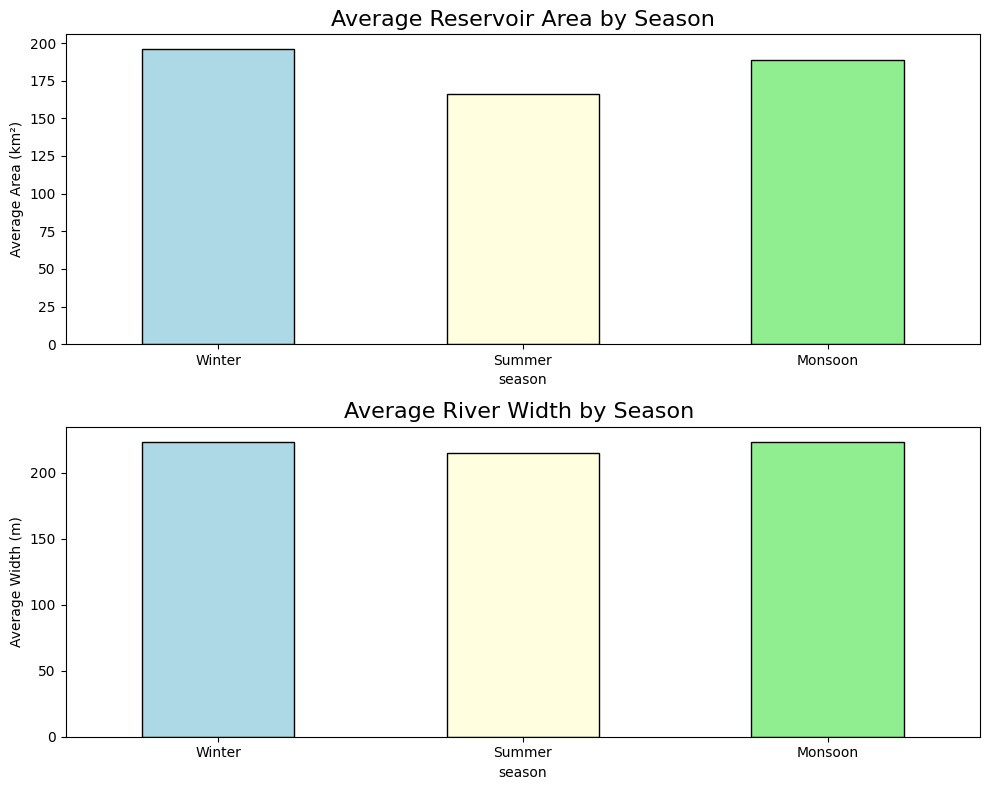 Average Reservoir Area by Season
Average Area (km²)
200
175
150
125
100
75
50
25
0
Winter Summer Monsoon
season
Average River Width by Season
Average Width (m)
200
150
100
50
0
Winter Summer Monsoon
season